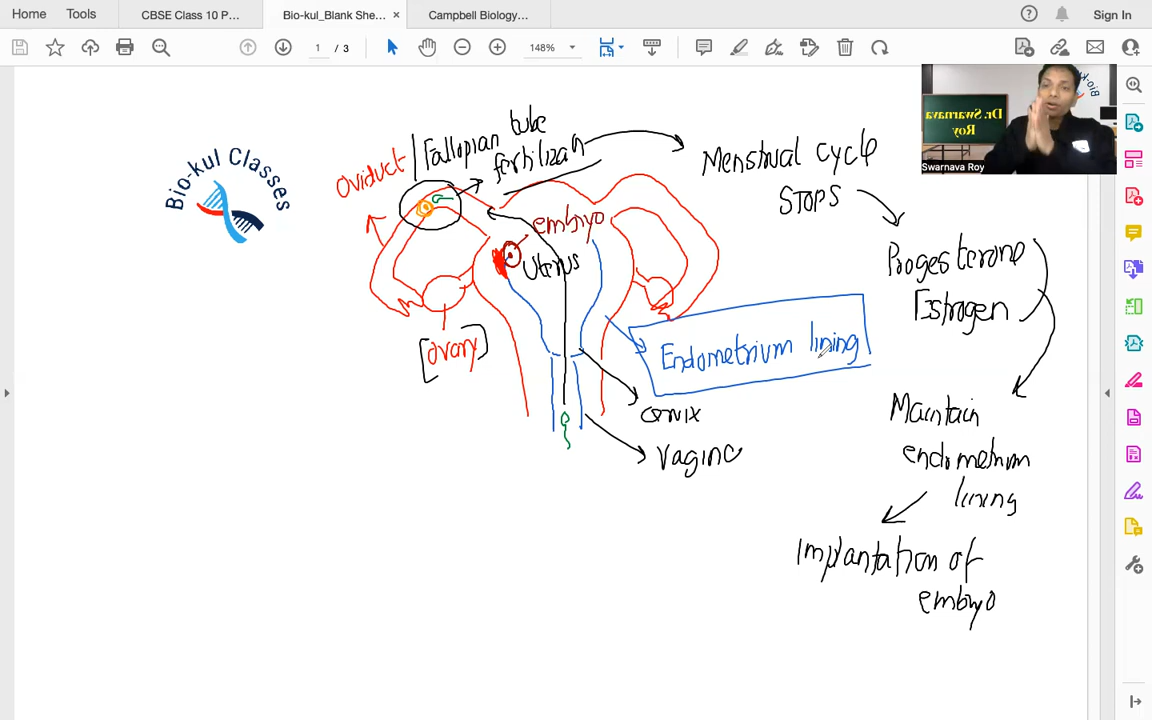 Home
Tools
CBSE Class 10 P...
Bio-kul_Blank She...
×
Campbell Biology...
?
Sign In
1 / 3
148%
Bio-kul Classes
Dr. Swarnava
Roy
Swarnava Roy
Oviduct
Fallopian tube
fertilizatn
Menstrual cycle
STOPS
Progesterone
Estrogen
embryo
Uterus
[ovary]
Endometrium lining
cervix
vagina
Maintain
endometrium
lining
Implantation of
embryo